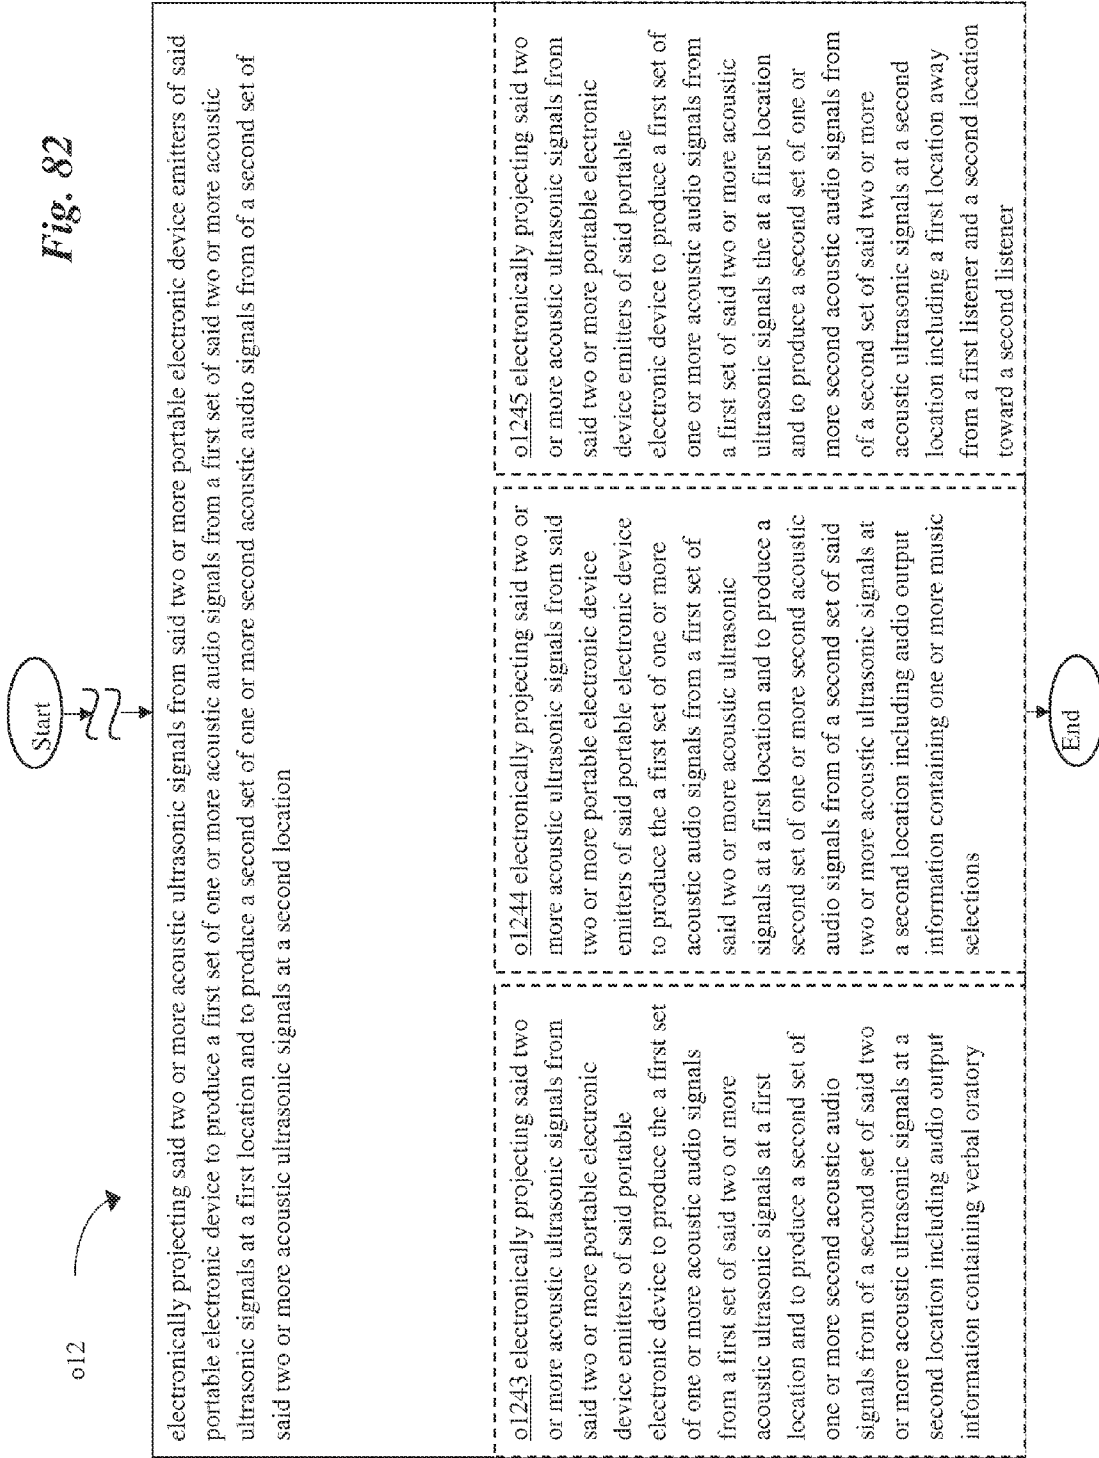 Fig. 82
o12
Start
electronically projecting said two or more acoustic ultrasonic signals from said two or more portable electronic device emitters of said
portable electronic device to produce a first set of one or more acoustic audio signals from a first set of said two or more acoustic
ultrasonic signals at a first location and to produce a second set of one or more second acoustic audio signals from of a second set of
said two or more acoustic ultrasonic signals at a second location
o1243 electronically projecting said two
or more acoustic ultrasonic signals from
said two or more portable electronic
device emitters of said portable
electronic device to produce the a first set
of one or more acoustic audio signals
from a first set of said two or more
acoustic ultrasonic signals at a first
location and to produce a second set of
one or more second acoustic audio
signals from of a second set of said two
or more acoustic ultrasonic signals at a
second location including audio output
information containing verbal oratory
o1244 electronically projecting said two or
more acoustic ultrasonic signals from said
two or more portable electronic device
emitters of said portable electronic device
to produce the a first set of one or more
acoustic audio signals from a first set of
said two or more acoustic ultrasonic
signals at a first location and to produce a
second set of one or more second acoustic
audio signals from of a second set of said
two or more acoustic ultrasonic signals at
a second location including audio output
information containing one or more music
selections
o1245 electronically projecting said two
or more acoustic ultrasonic signals from
said two or more portable electronic
device emitters of said portable
electronic device to produce a first set of
one or more acoustic audio signals from
a first set of said two or more acoustic
ultrasonic signals the at a first location
and to produce a second set of one or
more second acoustic audio signals from
of a second set of said two or more
acoustic ultrasonic signals at a second
location including a first location away
from a first listener and a second location
toward a second listener
End